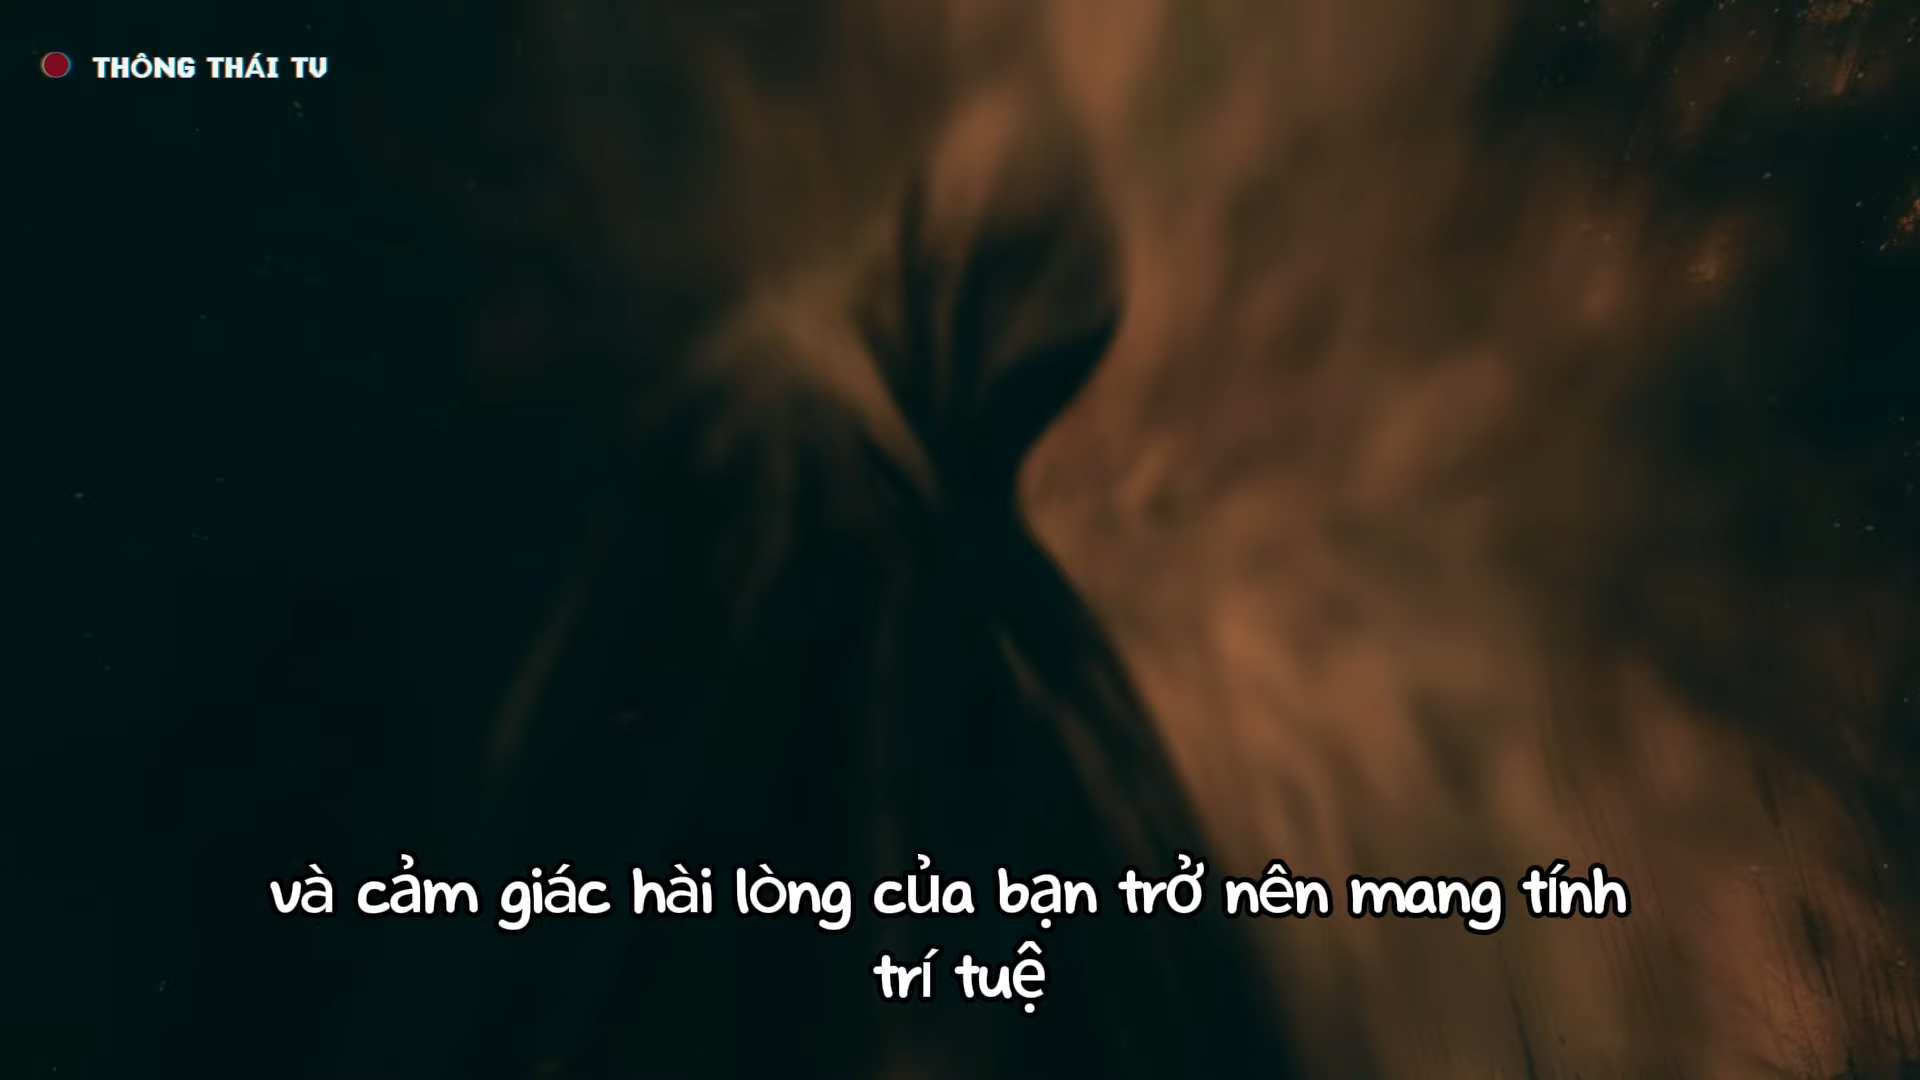 THÔNG THÁI TV
và cảm giác hài lòng của bạn trở nên mang tính
trí tuệ